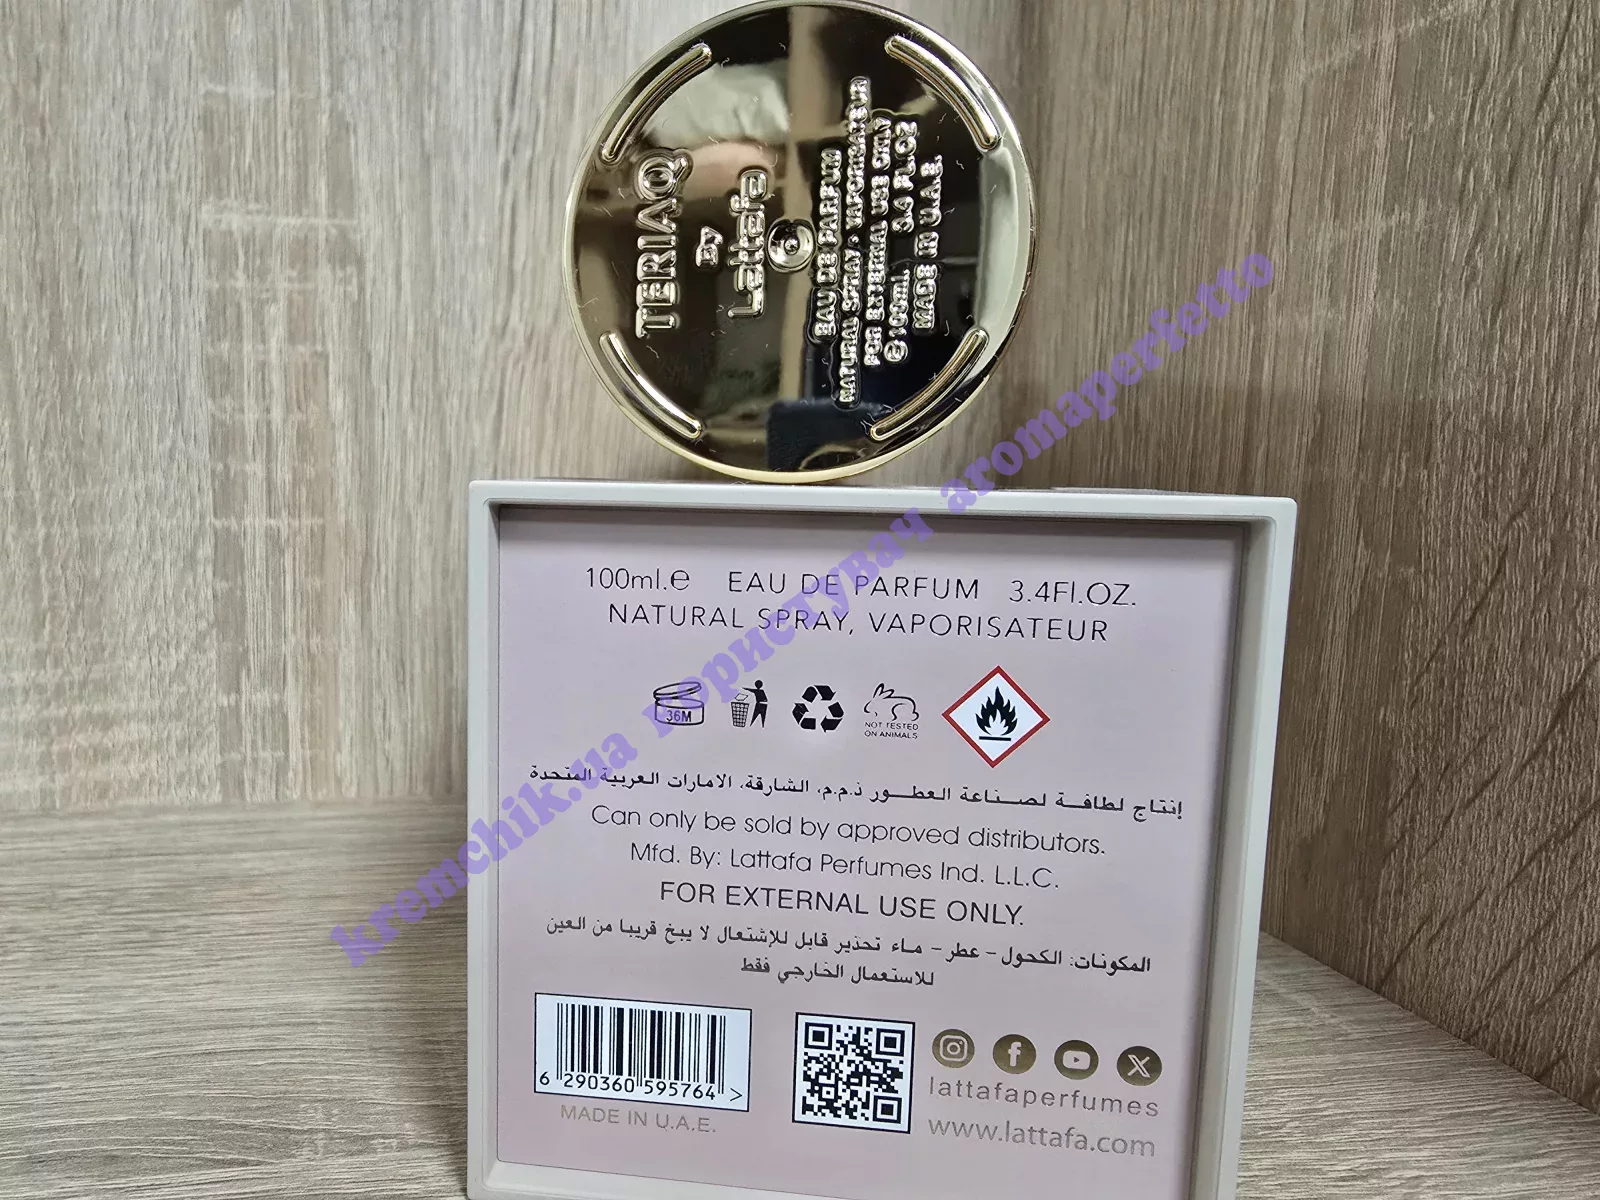 TERIAQ
BY
Lattafa
EAU DE PARFUM
NATURAL SPRAY • VAPORISATEUR
FOR EXTERNAL USE ONLY
e 100ml. 3.4 FL.OZ
MADE IN U.A.E.
100ml.e EAU DE PARFUM 3.4Fl.OZ.
NATURAL SPRAY, VAPORISATEUR
36M
NOT TESTED
ON ANIMALS
إنتاج لطافة لصناعة العطور ذ.م.م، الشارقة، الامارات العربية المتحدة
Can only be sold by approved distributors.
Mfd. By: Lattafa Perfumes Ind. L.L.C.
FOR EXTERNAL USE ONLY.
المكونات: الكحول - عطر - ماء تحذير قابل للإشتعال لا يبخ قريبا من العين
للاستعمال الخارجي فقط
6 290360 595764 >
MADE IN U.A.E.
lattafaperfumes
www.lattafa.com
kremchik.ua користувач aromaperfetto